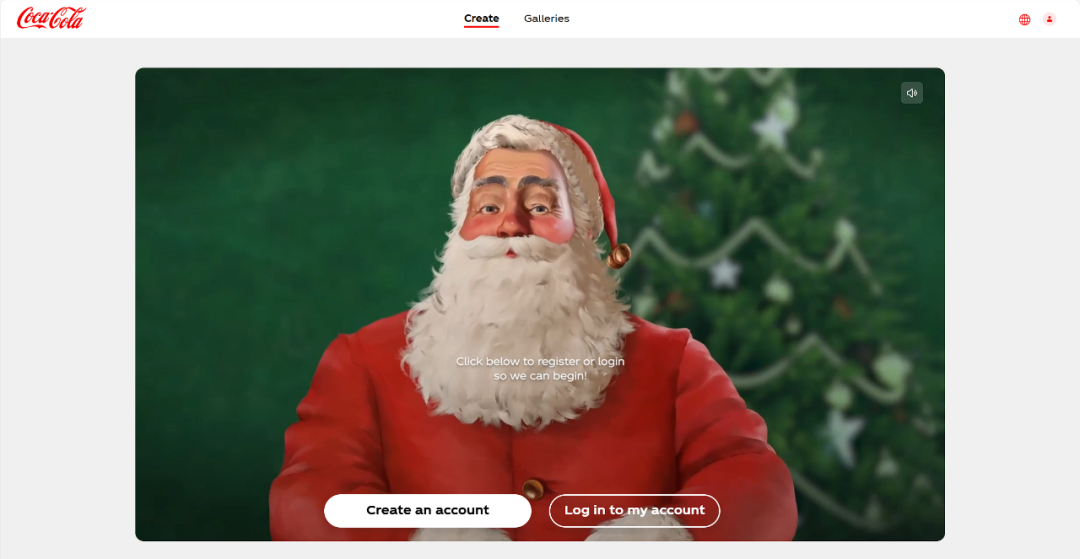 Coca-Cola
Create
Galleries
Click below to register or login
so we can begin!
Create an account
Log in to my account